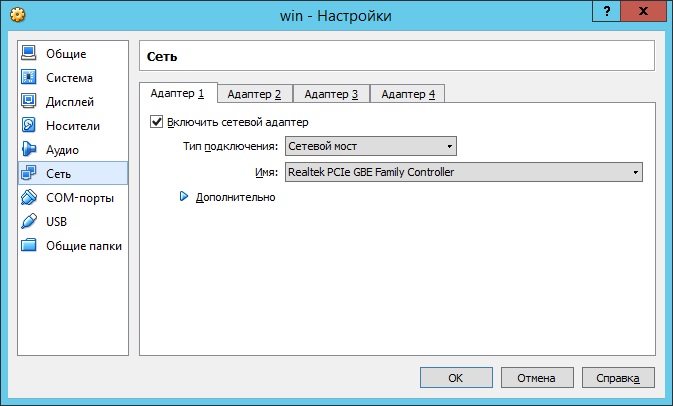 win - Настройки
? x
Общие
Система
Дисплей
Носители
Аудио
Сеть
COM-порты
USB
Общие папки
Сеть
Адаптер 1 Адаптер 2 Адаптер 3 Адаптер 4
Включить сетевой адаптер
Тип подключения: Сетевой мост
Имя: Realtek PCIe GBE Family Controller
Дополнительно
OK Отмена Справка